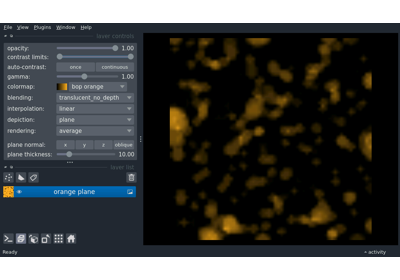 File View Plugins Window Help
layer controls
opacity: 1.00
contrast limits:
auto-contrast: once continuous
gamma: 1.00
colormap: bop orange
blending: translucent_no_depth
interpolation: linear
depiction: plane
rendering: average
plane normal: x y z oblique
plane thickness: 10.00
layer list
orange plane
Ready
activity